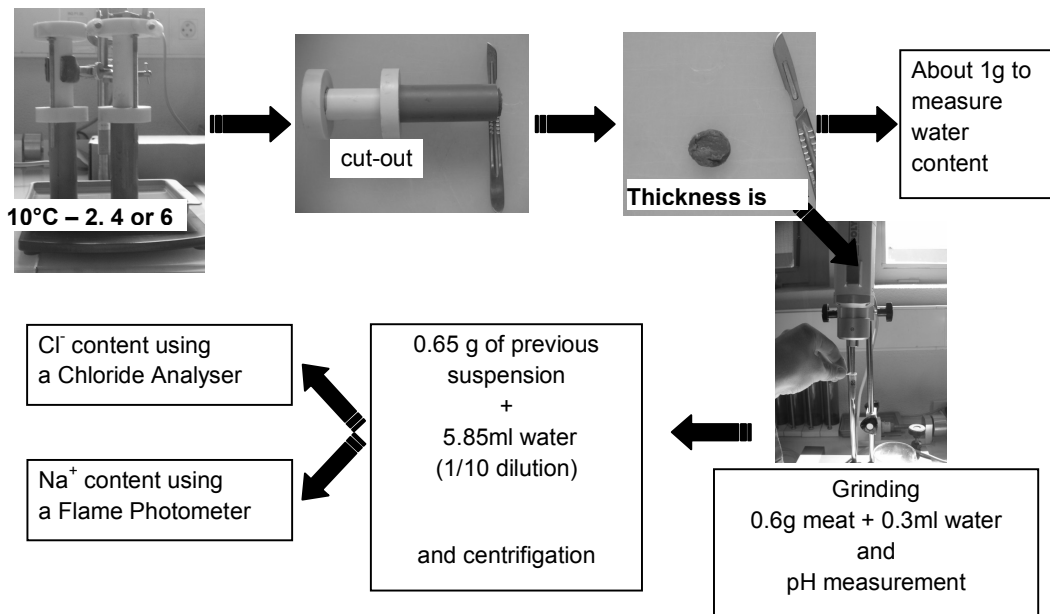 10°C – 2. 4 or 6
cut-out
Thickness is
About 1g to
measure
water
content
Grinding
0.6g meat + 0.3ml water
and
pH measurement
0.65 g of previous
suspension
+
5.85ml water
(1/10 dilution)
and centrifigation
Cl⁻ content using
a Chloride Analyser
Na⁺ content using
a Flame Photometer